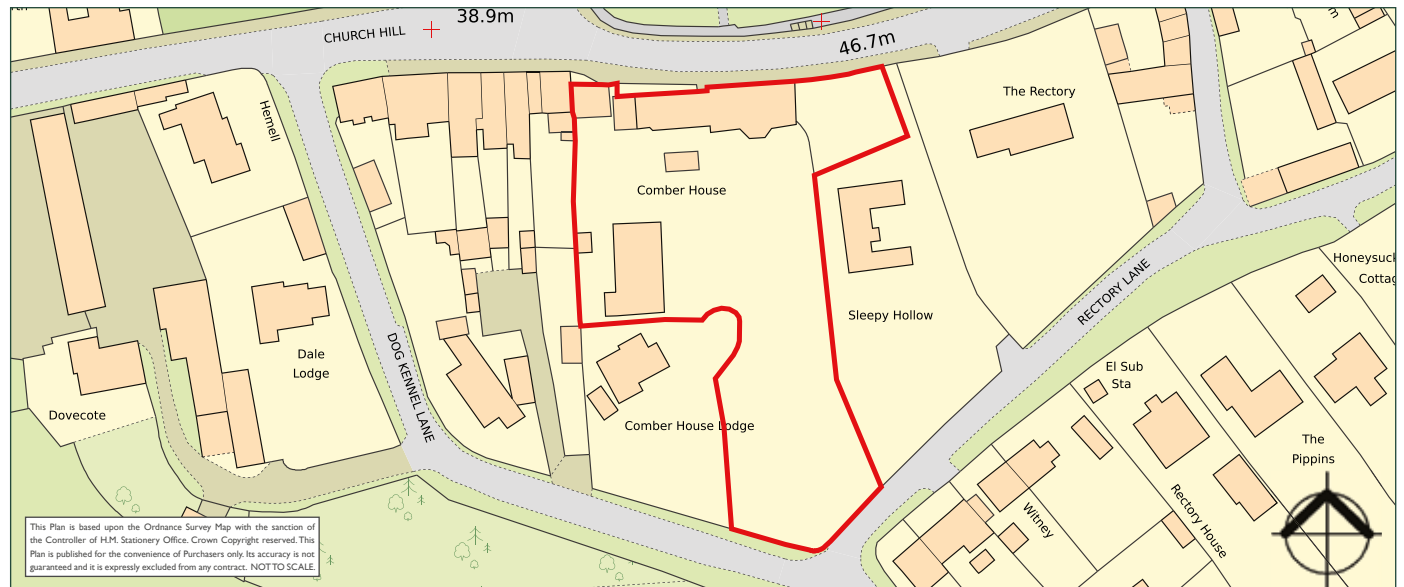 38.9m
CHURCH HILL
46.7m
Hemell
The Rectory
Comber House
Honeysuck
Cottag
RECTORY LANE
Sleepy Hollow
DOG KENNEL LANE
Dale
Lodge
El Sub
Sta
Dovecote
Comber House Lodge
The
Pippins
Witney
Rectory House
This Plan is based upon the Ordnance Survey Map with the sanction of
the Controller of H.M. Stationery Office. Crown Copyright reserved. This
Plan is published for the convenience of Purchasers only. Its accuracy is not
guaranteed and it is expressly excluded from any contract. NOT TO SCALE.